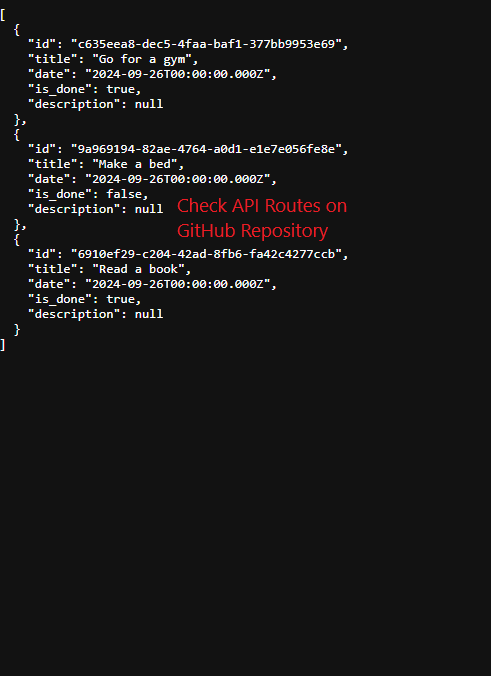 [
  {
    "id": "c635eea8-dec5-4faa-baf1-377bb9953e69",
    "title": "Go for a gym",
    "date": "2024-09-26T00:00:00.000Z",
    "is_done": true,
    "description": null
  },
  {
    "id": "9a969194-82ae-4764-a0d1-e1e7e056fe8e",
    "title": "Make a bed",
    "date": "2024-09-26T00:00:00.000Z",
    "is_done": false,
    "description": null
  },
  {
    "id": "6910ef29-c204-42ad-8fb6-fa42c4277ccb",
    "title": "Read a book",
    "date": "2024-09-26T00:00:00.000Z",
    "is_done": true,
    "description": null
  }
]
Check API Routes on
GitHub Repository